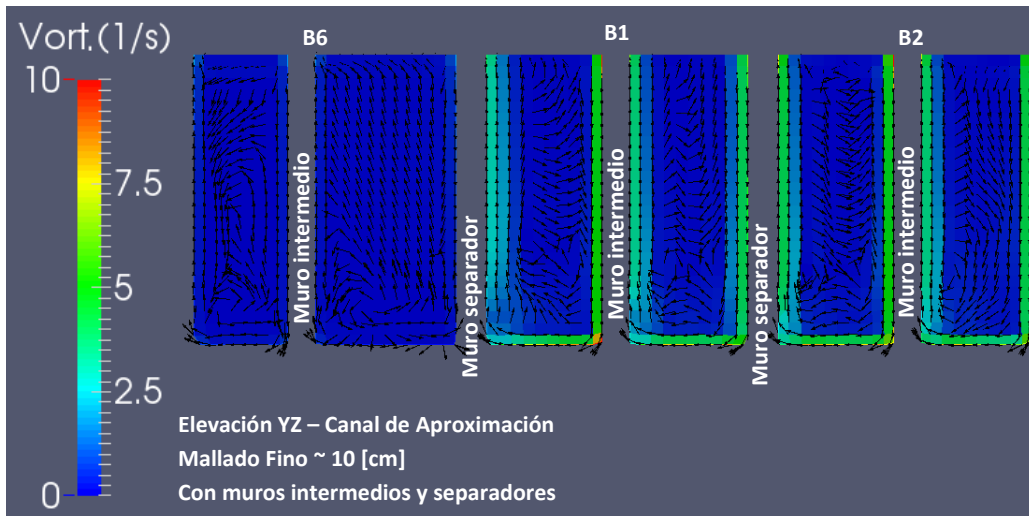 Vort.(1/s)
B6
B1
B2
10
7.5
5
2.5
0
Muro intermedio
Muro separador
Muro intermedio
Muro separador
Muro intermedio
Elevación YZ – Canal de Aproximación
Mallado Fino ~ 10 [cm]
Con muros intermedios y separadores